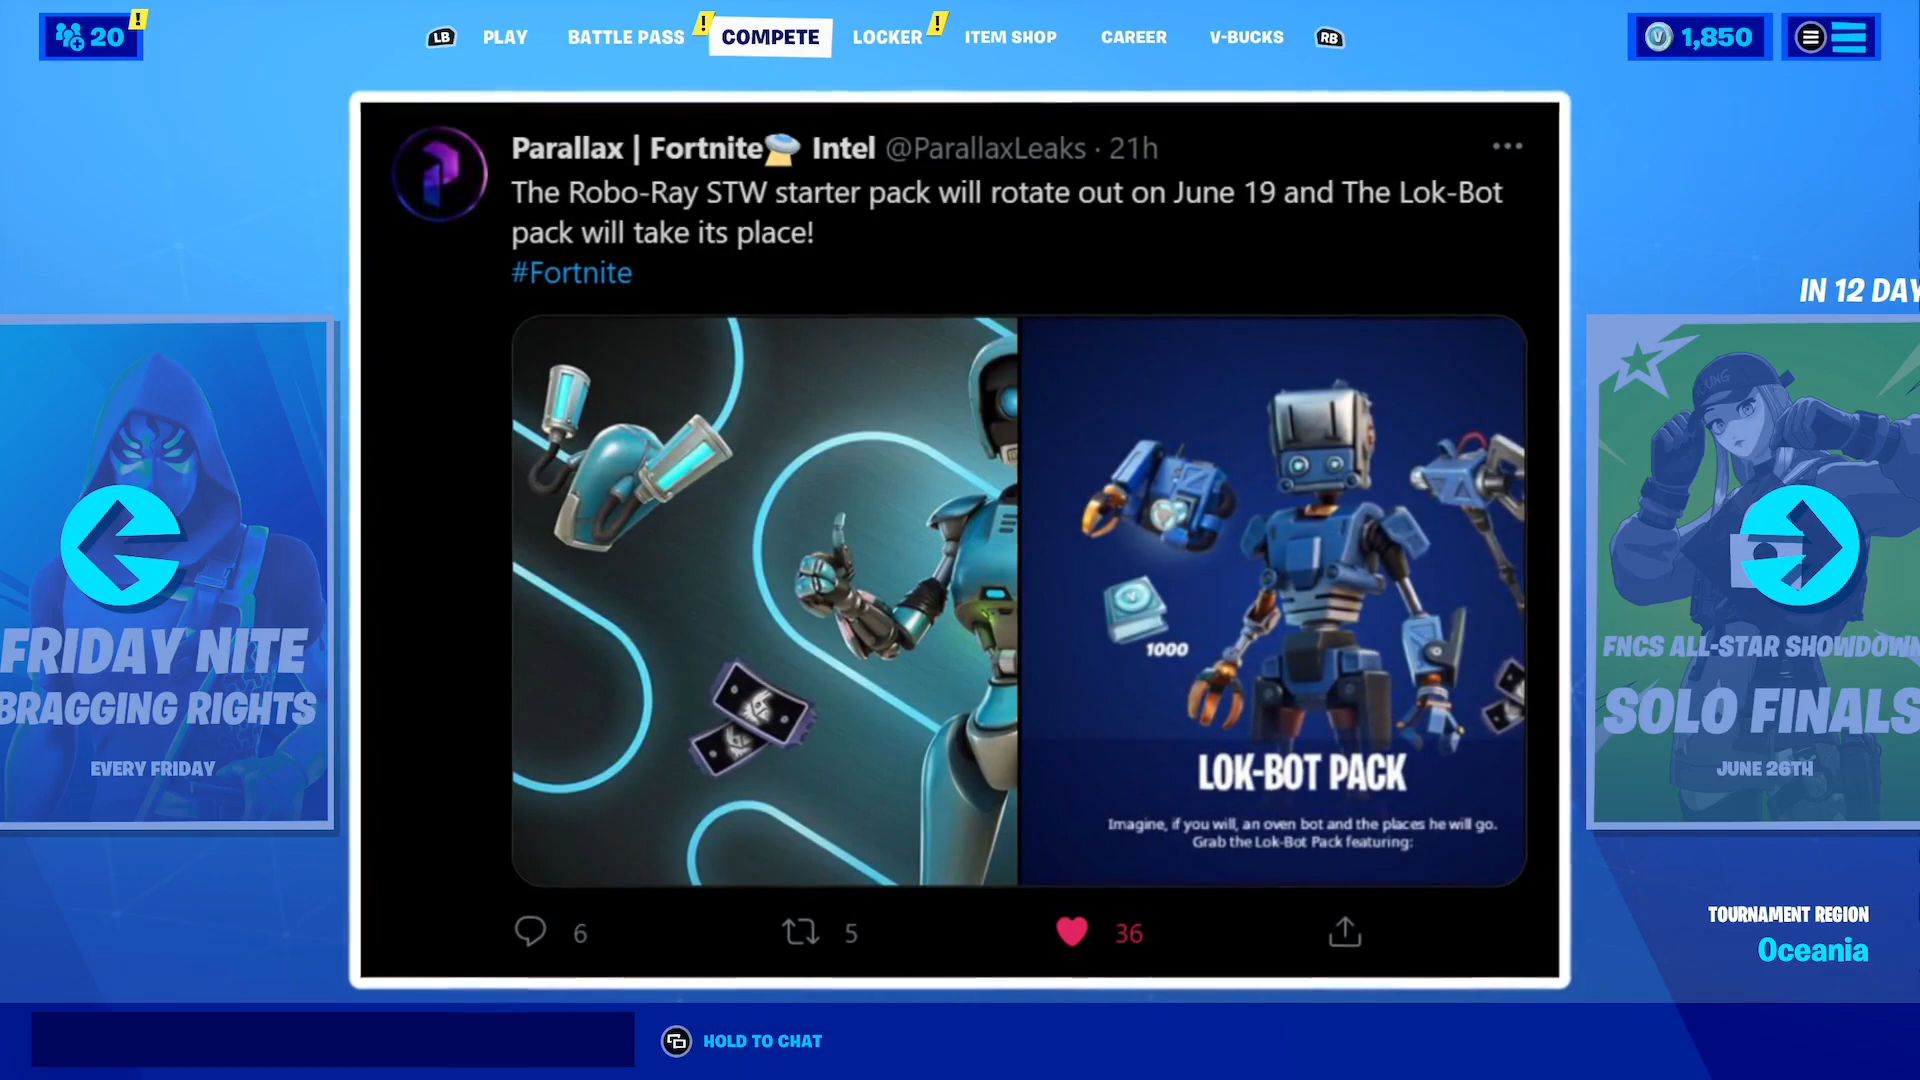 20
LB PLAY BATTLE PASS COMPETE LOCKER ITEM SHOP CAREER V-BUCKS RB
1,850
Parallax | Fortnite Intel @ParallaxLeaks · 21h
The Robo-Ray STW starter pack will rotate out on June 19 and The Lok-Bot
pack will take its place!
#Fortnite
IN 12 DAY
1000
LOK-BOT PACK
Imagine, if you will, an oven bot and the places he will go.
Grab the Lok-Bot Pack featuring:
FRIDAY NITE
BRAGGING RIGHTS
EVERY FRIDAY
FNCS ALL-STAR SHOWDOWN
SOLO FINALS
JUNE 26TH
6 5 36
TOURNAMENT REGION
Oceania
HOLD TO CHAT